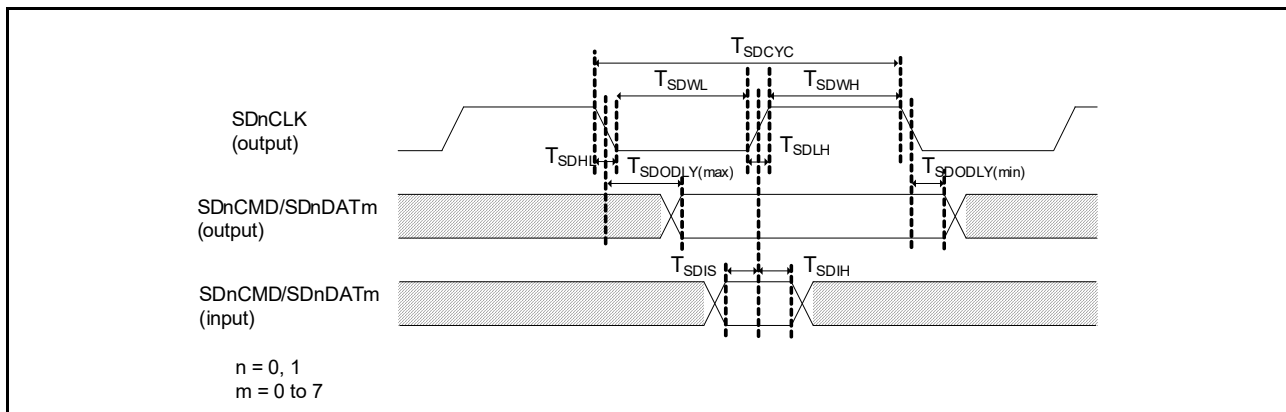 TSDCYC
TSDWL
TSDWH
SDnCLK
(output)
TSDHL
TSDLH
TSDODLY(max)
TSDODLY(min)
SDnCMD/SDnDATm
(output)
TSDIS
TSDIH
SDnCMD/SDnDATm
(input)
n = 0, 1
m = 0 to 7